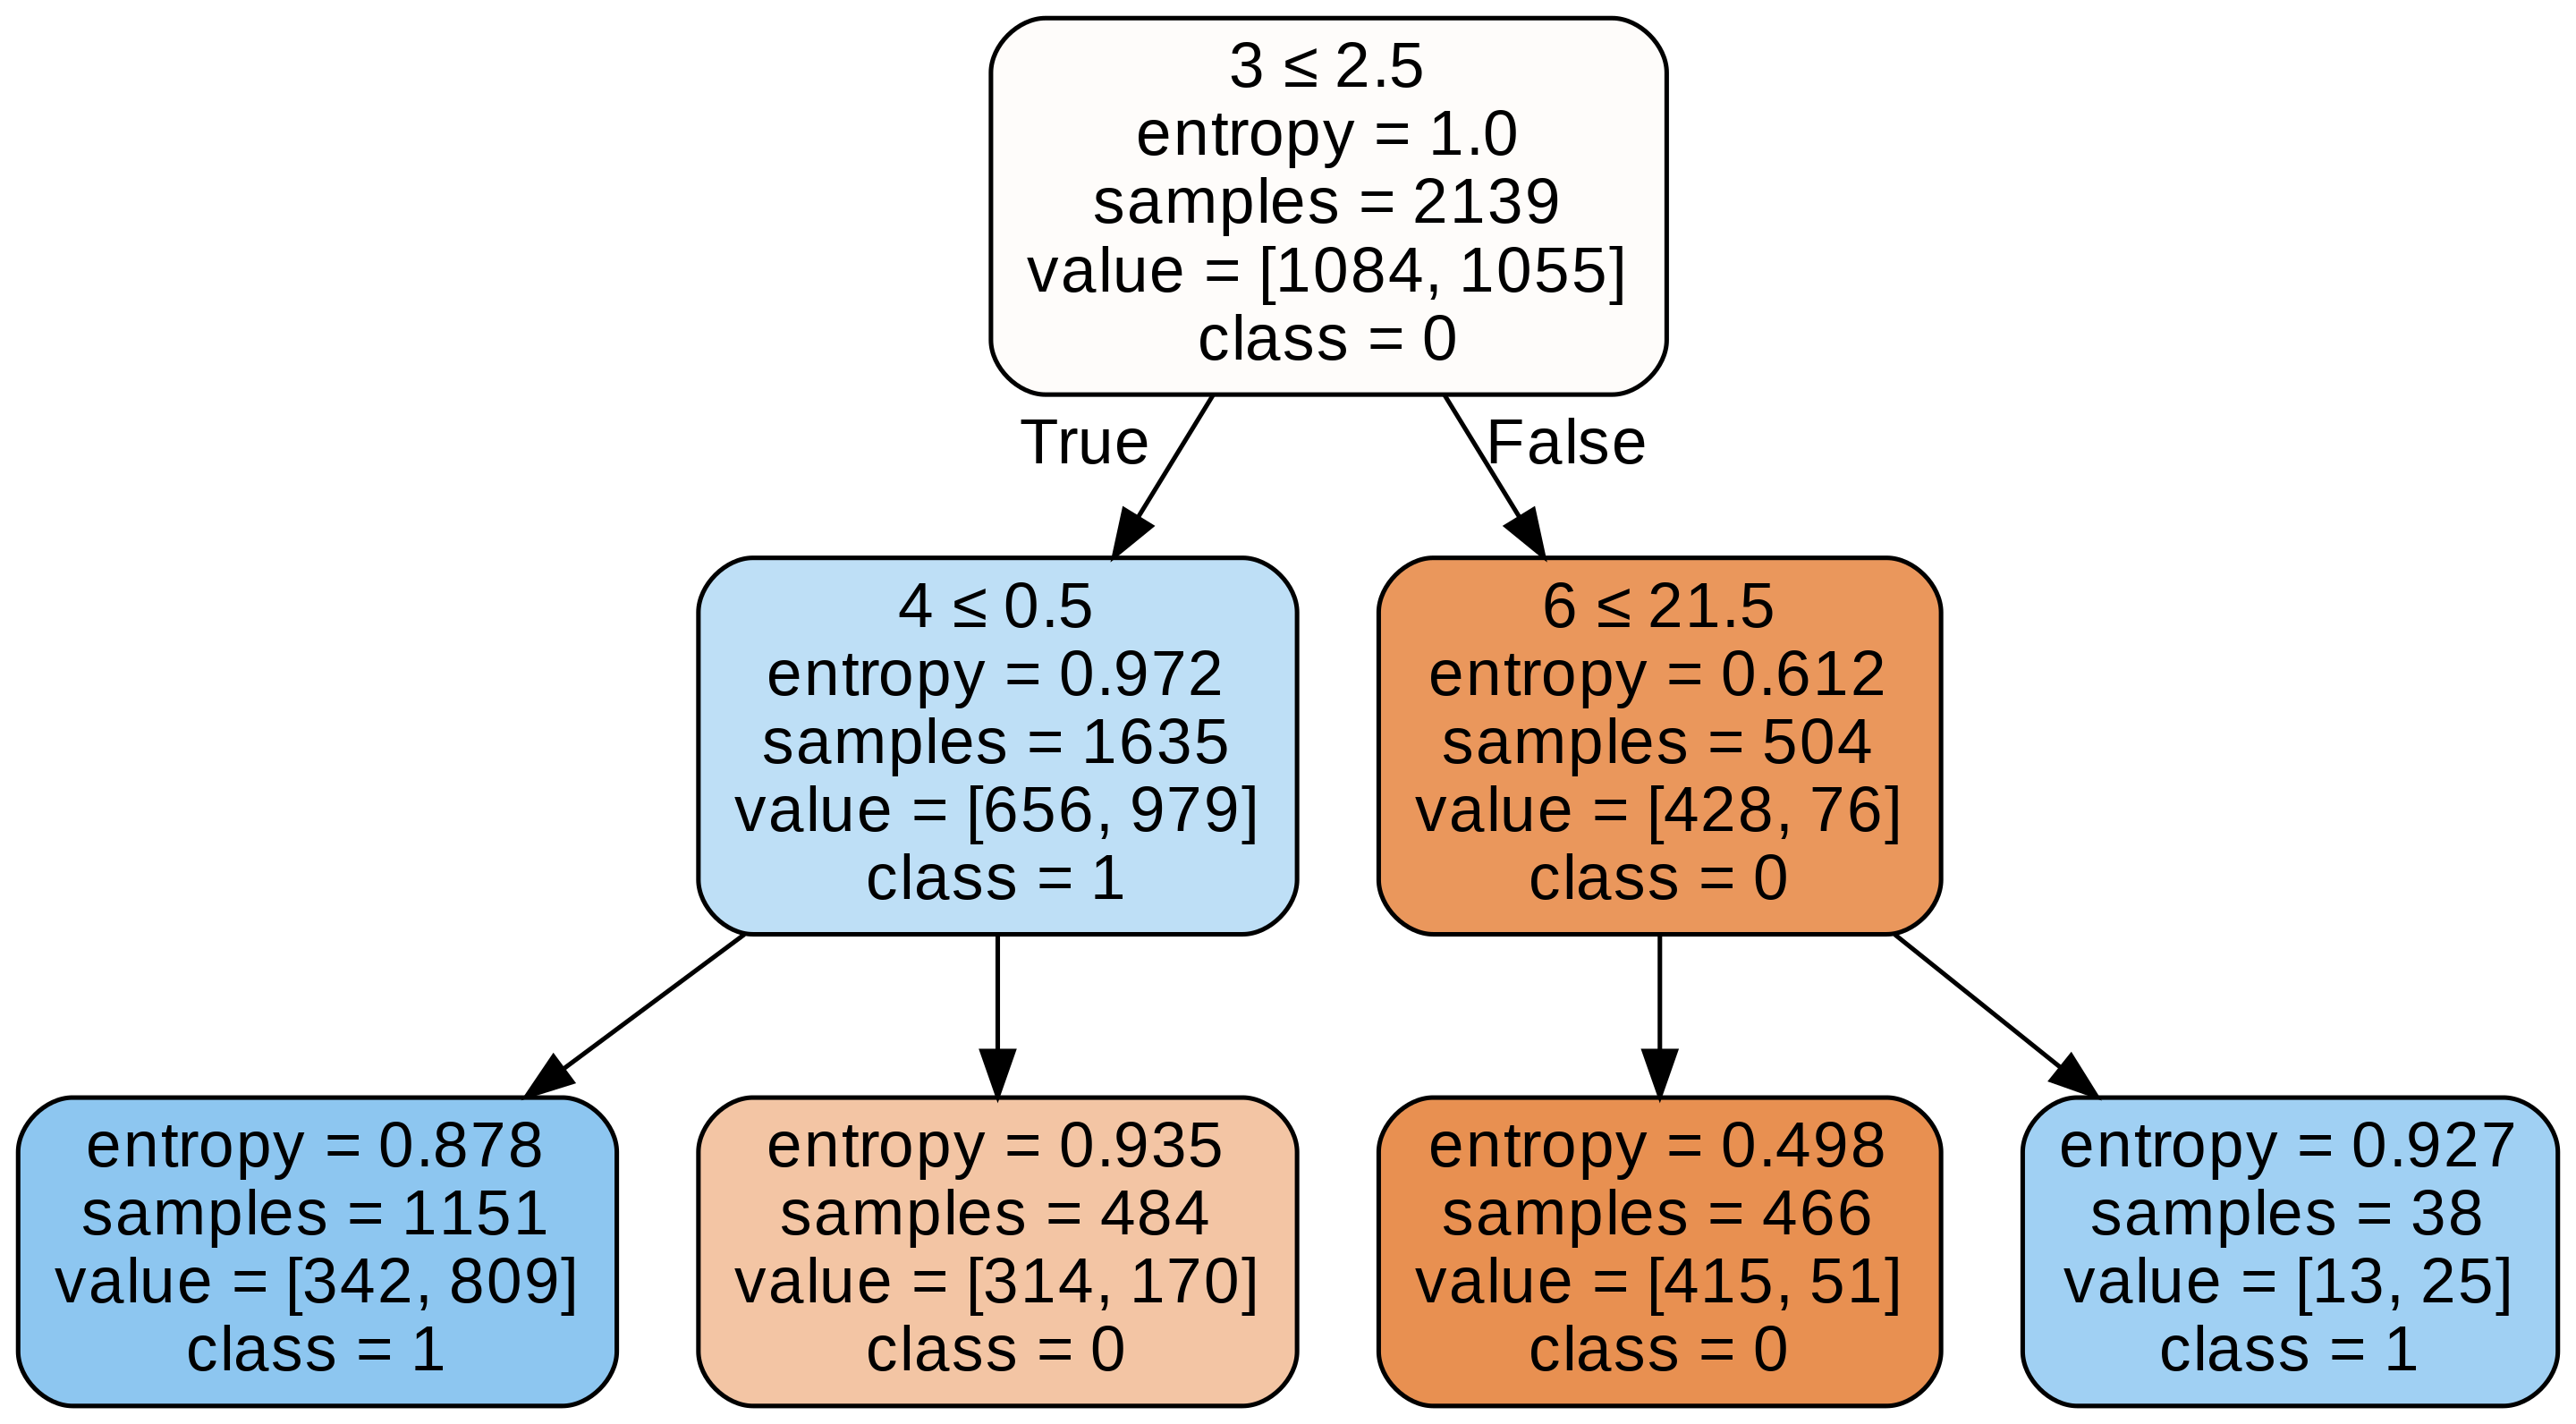 3 ≤ 2.5
entropy = 1.0
samples = 2139
value = [1084, 1055]
class = 0
True
False
4 ≤ 0.5
entropy = 0.972
samples = 1635
value = [656, 979]
class = 1
6 ≤ 21.5
entropy = 0.612
samples = 504
value = [428, 76]
class = 0
entropy = 0.878
samples = 1151
value = [342, 809]
class = 1
entropy = 0.935
samples = 484
value = [314, 170]
class = 0
entropy = 0.498
samples = 466
value = [415, 51]
class = 0
entropy = 0.927
samples = 38
value = [13, 25]
class = 1